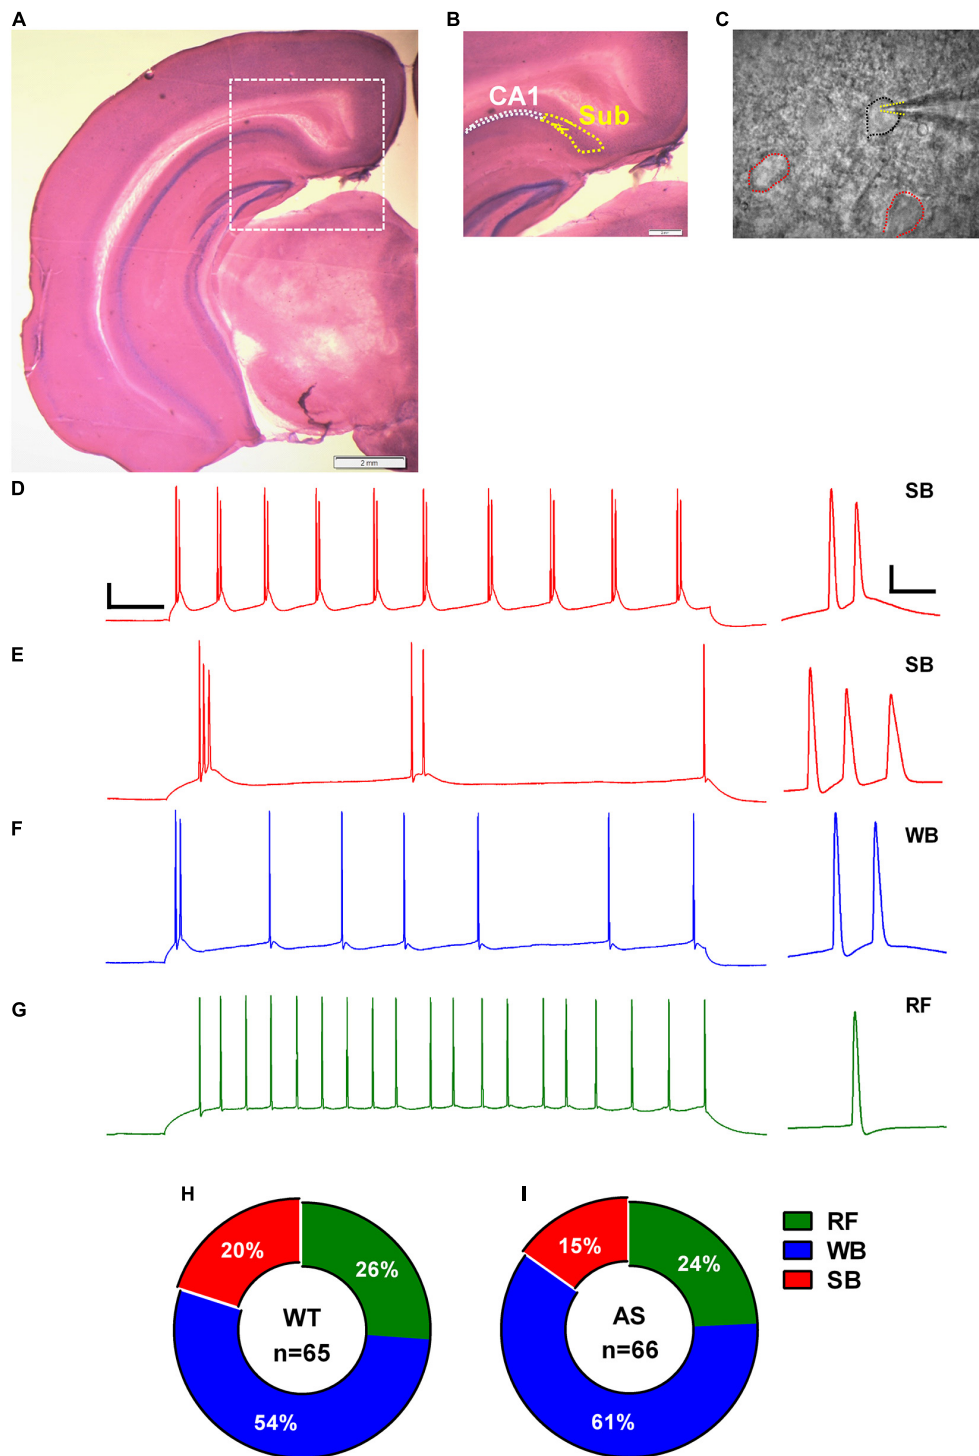 A
B
C
CA1
Sub
2 mm
D
SB
E
SB
F
WB
G
RF
H
I
20%
26%
WT
n=65
54%
15%
24%
AS
n=66
61%
RF
WB
SB